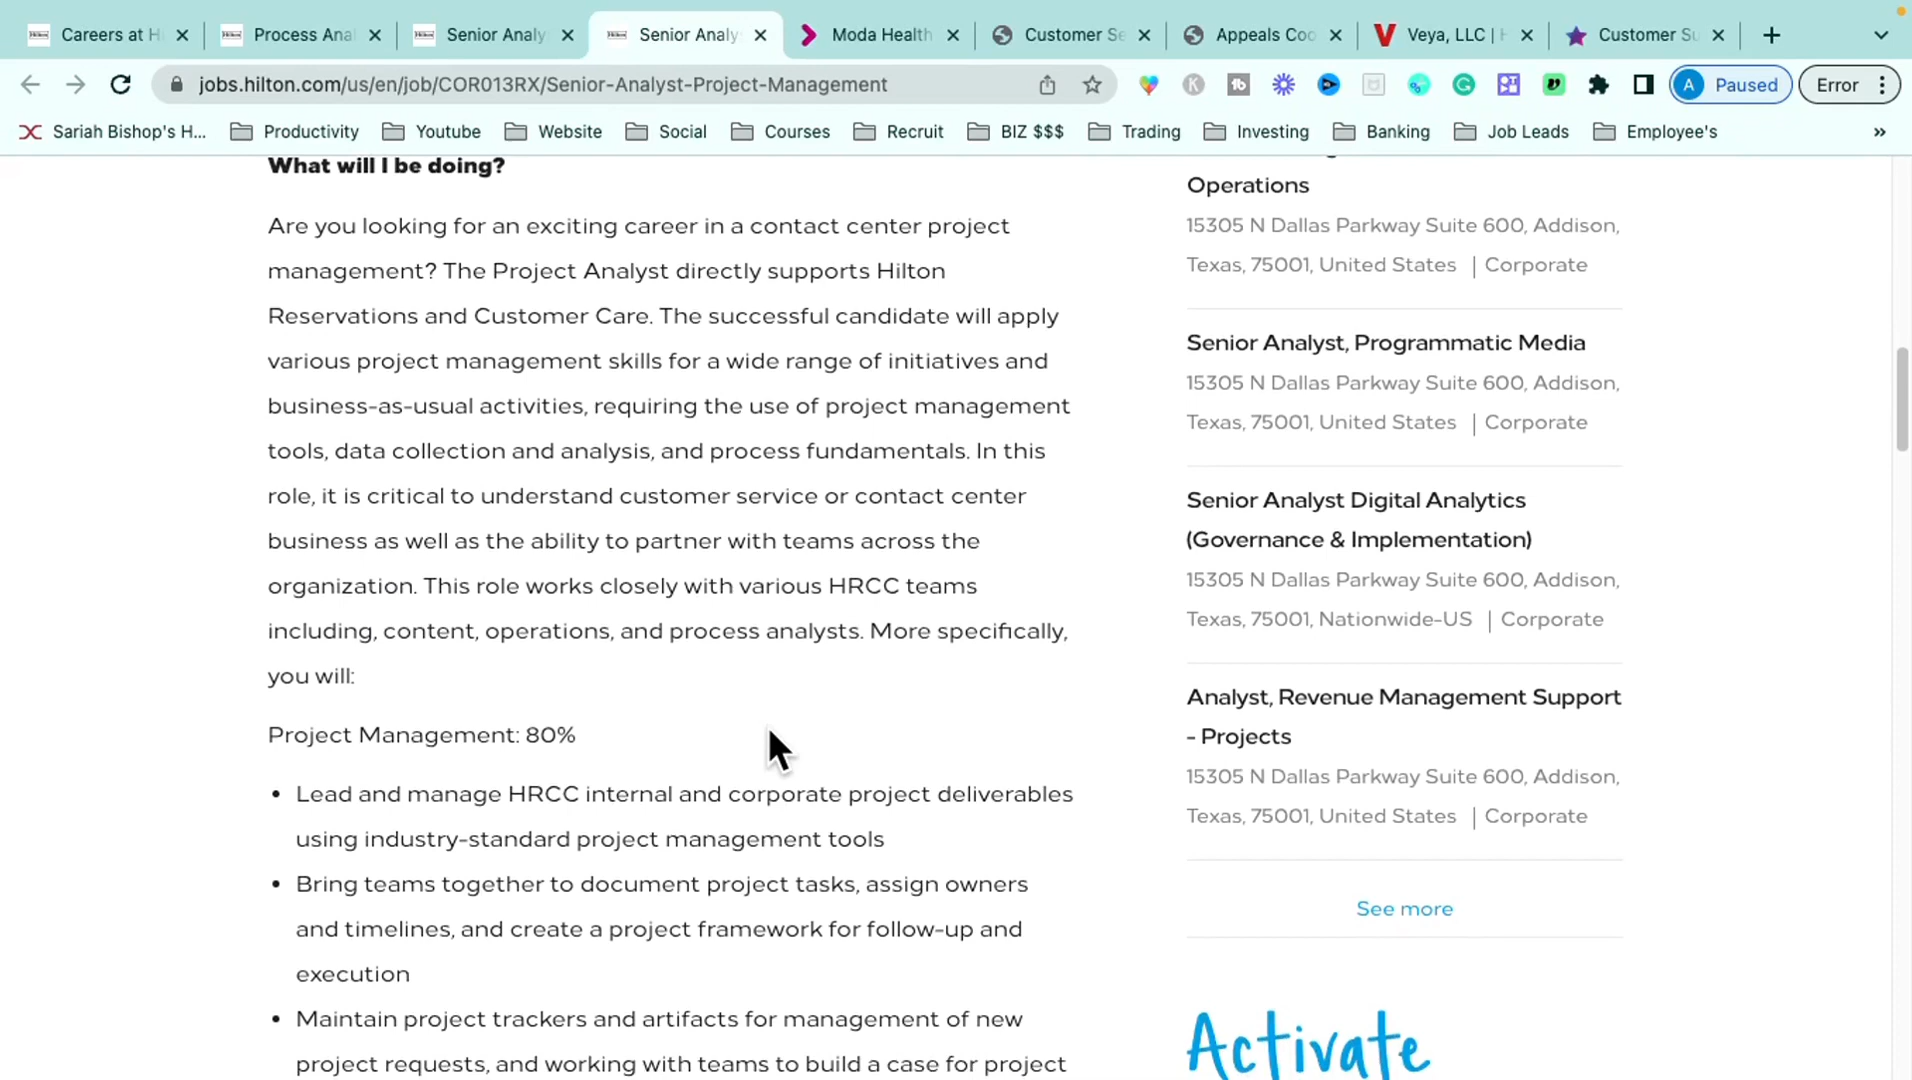 Careers at H
Process Ana
Senior Analy
Senior Analy
Moda Health
Customer Se
Appeals Coo
Veya, LLC | H
Customer Su
jobs.hilton.com/us/en/job/COR013RX/Senior-Analyst-Project-Management
A Paused
Error
Sariah Bishop's H...
Productivity
Youtube
Website
Social
Courses
Recruit
BIZ $$$
Trading
Investing
Banking
Job Leads
Employee's
»
What will I be doing?
Are you looking for an exciting career in a contact center project
management? The Project Analyst directly supports Hilton
Reservations and Customer Care. The successful candidate will apply
various project management skills for a wide range of initiatives and
business-as-usual activities, requiring the use of project management
tools, data collection and analysis, and process fundamentals. In this
role, it is critical to understand customer service or contact center
business as well as the ability to partner with teams across the
organization. This role works closely with various HRCC teams
including, content, operations, and process analysts. More specifically,
you will:
Project Management: 80%
• Lead and manage HRCC internal and corporate project deliverables
using industry-standard project management tools
• Bring teams together to document project tasks, assign owners
and timelines, and create a project framework for follow-up and
execution
• Maintain project trackers and artifacts for management of new
project requests, and working with teams to build a case for project
Operations
15305 N Dallas Parkway Suite 600, Addison,
Texas, 75001, United States | Corporate
Senior Analyst, Programmatic Media
15305 N Dallas Parkway Suite 600, Addison,
Texas, 75001, United States | Corporate
Senior Analyst Digital Analytics
(Governance & Implementation)
15305 N Dallas Parkway Suite 600, Addison,
Texas, 75001, Nationwide-US | Corporate
Analyst, Revenue Management Support
- Projects
15305 N Dallas Parkway Suite 600, Addison,
Texas, 75001, United States | Corporate
See more
Activate